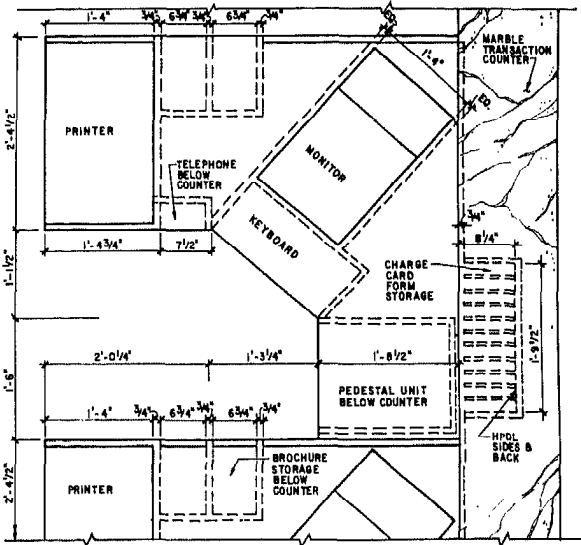 1'-4"
3/4"
6 3/4"
3/4"
6 3/4"
3/4"
EQ.
1'-9"
EQ.
MARBLE
TRANSACTION
COUNTER
2'-4 1/2"
PRINTER
TELEPHONE
BELOW
COUNTER
MONITOR
KEYBOARD
1'-4 3/4"
7 1/2"
3/4"
8 1/4"
CHARGE
CARD
FORM
STORAGE
1'-1 1/2"
1'-9 1/2"
2'-0 1/4"
1'-3 1/4"
1'-8 1/2"
PEDESTAL UNIT
BELOW COUNTER
1'-6"
1'-4"
3/4"
6 3/4"
3/4"
6 3/4"
3/4"
HPDL
SIDES &
BACK
BROCHURE
STORAGE
BELOW
COUNTER
2'-4 1/2"
PRINTER